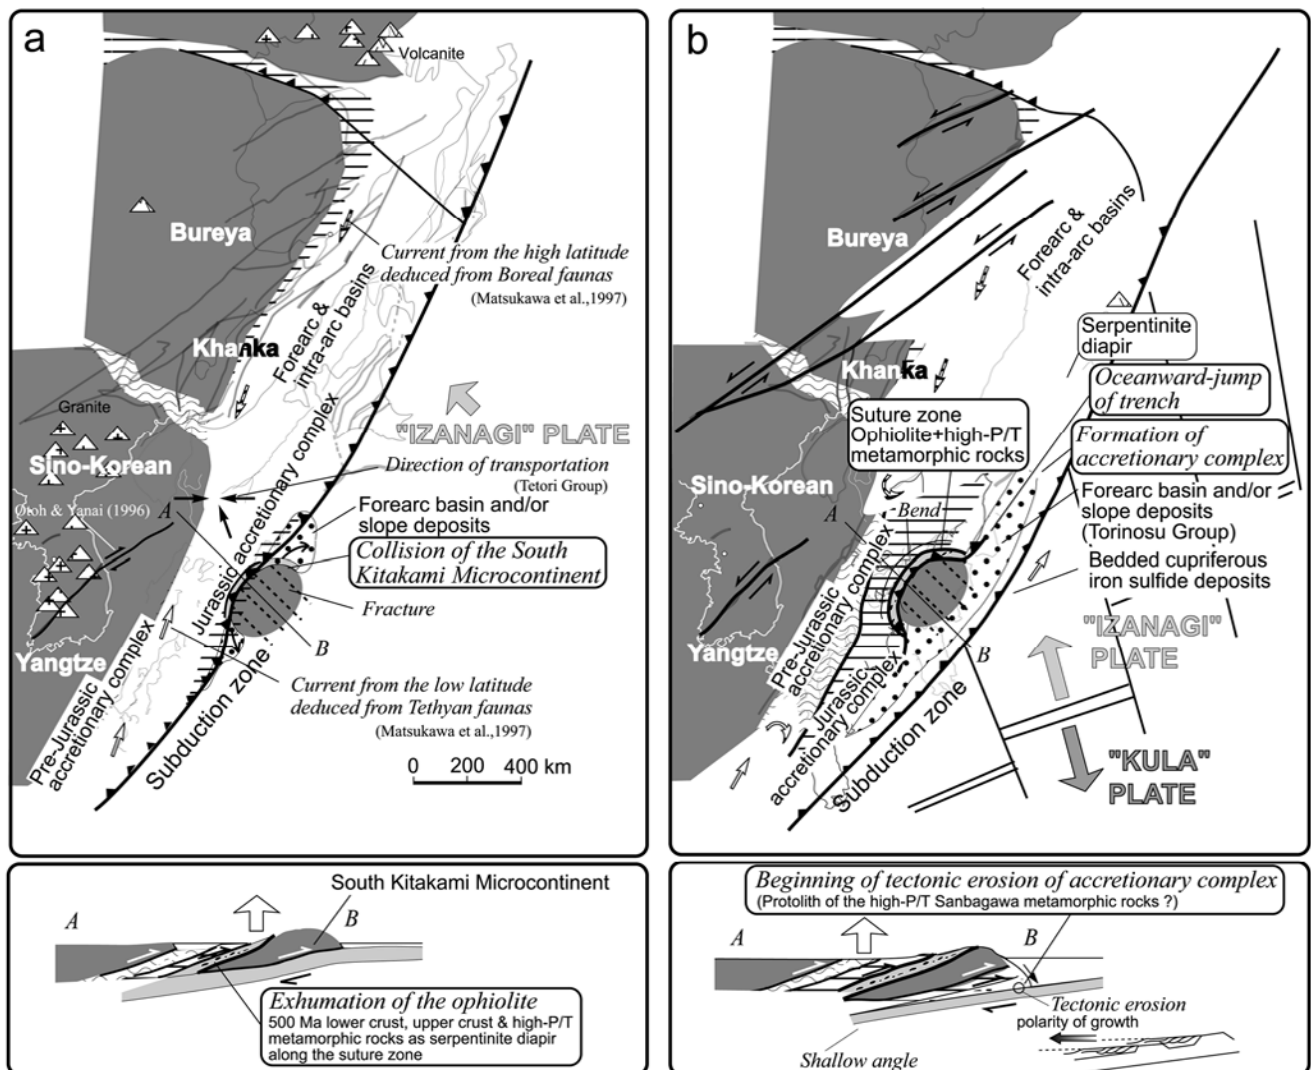 a
Volcanite
Bureya
Current from the high latitude
deduced from Boreal faunas
(Matsukawa et al.,1997)
Forearc &
intra-arc basins
Khanka
Granite
"IZANAGI" PLATE
Sino-Korean
Direction of transportation
(Tetori Group)
Otoh & Yanai (1996)
A
Jurassic accretionary complex
Forearc basin and/or
slope deposits
Collision of the South
Kitakami Microcontinent
Fracture
B
Yangtze
Pre-Jurassic
accretionary complex
Subduction zone
Current from the low latitude
deduced from Tethyan faunas
(Matsukawa et al.,1997)
0 200 400 km
South Kitakami Microcontinent
A
B
Exhumation of the ophiolite
500 Ma lower crust, upper crust & high-P/T
metamorphic rocks as serpentinite diapir
along the suture zone
b
Bureya
Forearc &
intra-arc basins
Serpentinite
diapir
Khanka
Oceanward-jump
of trench
Suture zone
Ophiolite+high-P/T
metamorphic rocks
Formation of
accretionary complex
Sino-Korean
A
Bend
Forearc basin and/or
slope deposits
(Torinosu Group)
Bedded cupriferous
iron sulfide deposits
"IZANAGI"
PLATE
Yangtze
Pre-Jurassic
accretionary complex
B
Jurassic
accretionary complex
Subduction zone
"KULA"
PLATE
Beginning of tectonic erosion of accretionary complex
(Protolith of the high-P/T Sanbagawa metamorphic rocks ?)
A
B
Tectonic erosion
polarity of growth
Shallow angle